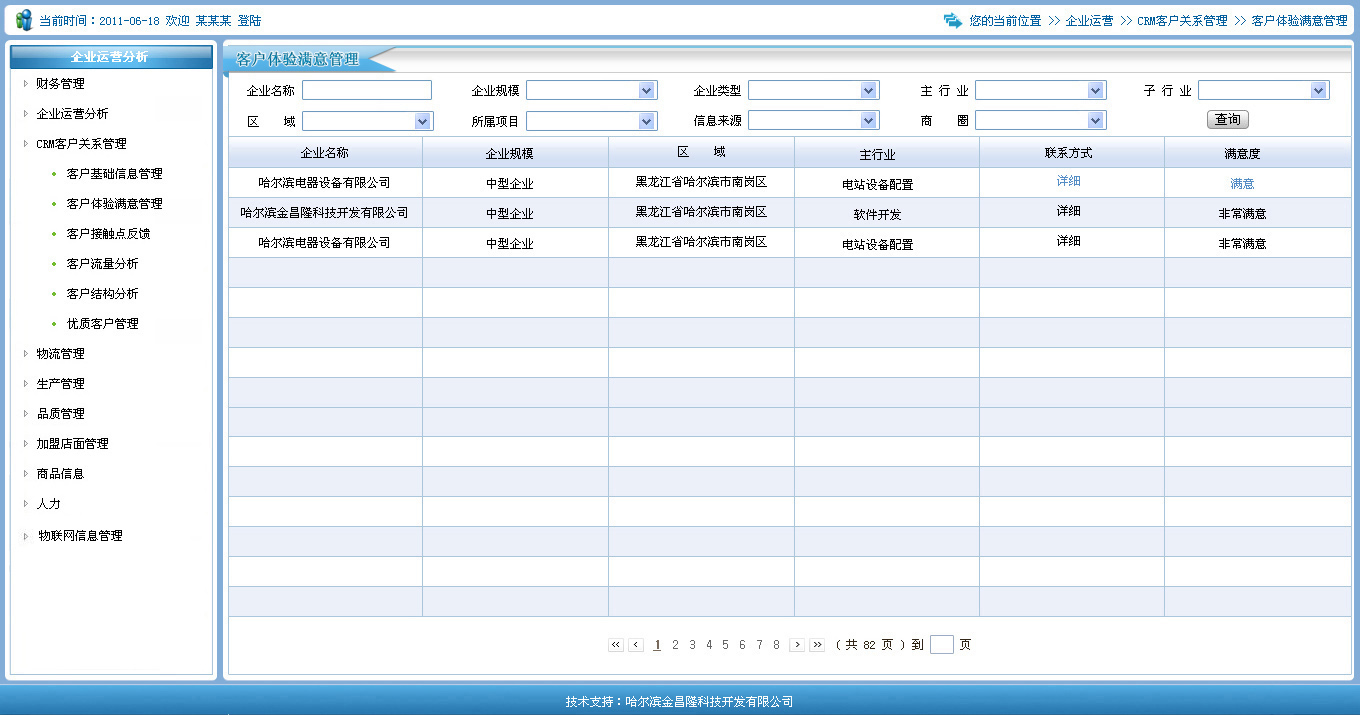 当前时间：2011-06-18 欢迎 某某某 登陆
您的当前位置 >> 企业运营 >> CRM客户关系管理 >> 客户体验满意管理
企业运营分析
财务管理
企业运营分析
CRM客户关系管理
客户基础信息管理
客户体验满意管理
客户接触点反馈
客户流量分析
客户结构分析
优质客户管理
物流管理
生产管理
品质管理
加盟店面管理
商品信息
人力
物联网信息管理
客户体验满意管理
企业名称 企业规模 企业类型 主 行 业 子 行 业
区 域 所属项目 信息来源 商 圈 查询
企业名称 企业规模 区 域 主行业 联系方式 满意度
哈尔滨电器设备有限公司 中型企业 黑龙江省哈尔滨市南岗区 电站设备配置 详细 满意
哈尔滨金昌隆科技开发有限公司 中型企业 黑龙江省哈尔滨市南岗区 软件开发 详细 非常满意
哈尔滨电器设备有限公司 中型企业 黑龙江省哈尔滨市南岗区 电站设备配置 详细 非常满意
<< < 1 2 3 4 5 6 7 8 > >> （ 共 82 页 ）到 页
技术支持：哈尔滨金昌隆科技开发有限公司